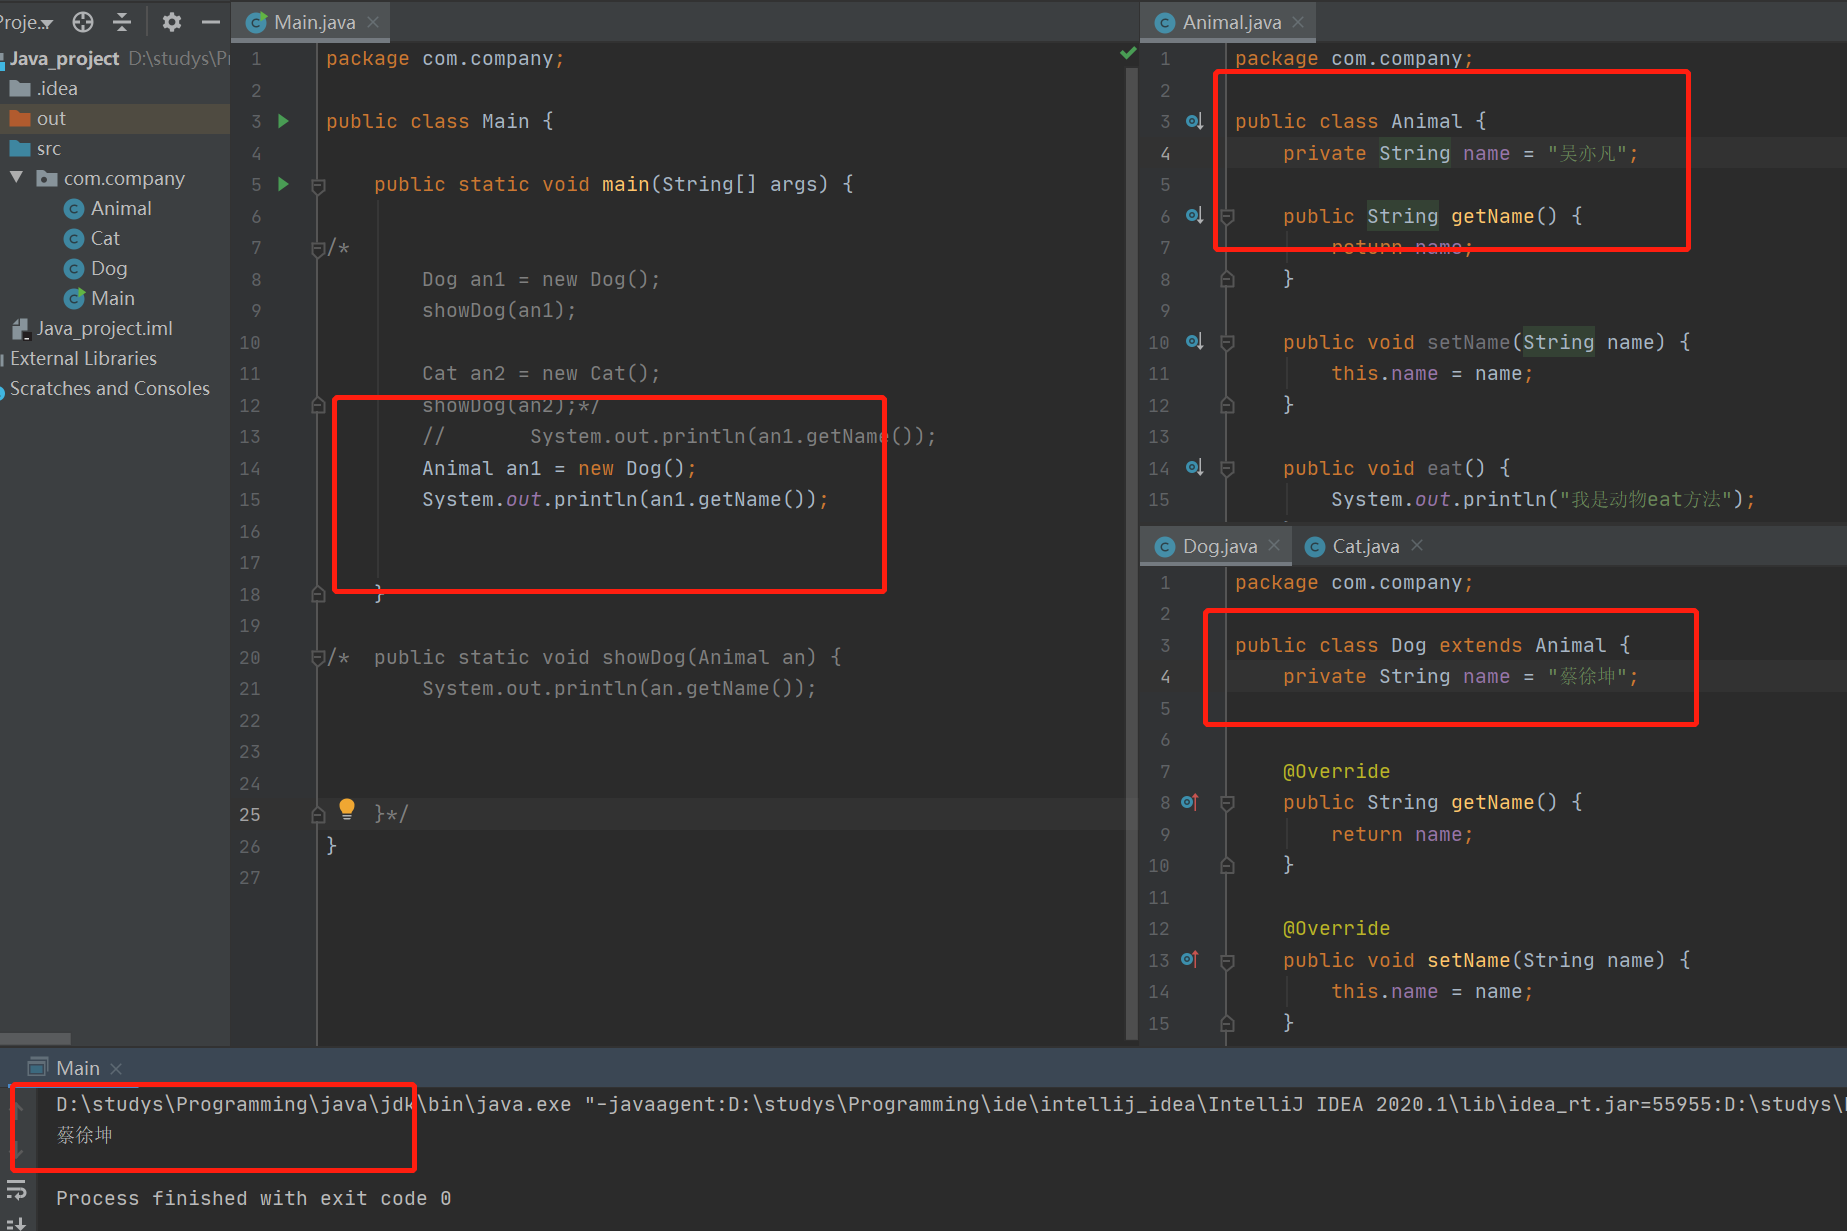 Proje...
Java_project D:\studys\P
.idea
out
src
com.company
Animal
Cat
Dog
Main
Java_project.iml
External Libraries
Scratches and Consoles
Main.java
1 package com.company;
2
3 public class Main {
4
5 public static void main(String[] args) {
6
7 /*
8 Dog an1 = new Dog();
9 showDog(an1);
10
11 Cat an2 = new Cat();
12 showDog(an2);*/
13 // System.out.println(an1.getName());
14 Animal an1 = new Dog();
15 System.out.println(an1.getName());
16
17
18 }
19
20 /* public static void showDog(Animal an) {
21 System.out.println(an.getName());
22
23
24
25 }*/
26 }
27
Animal.java
1 package com.company;
2
3 public class Animal {
4 private String name = "吴亦凡";
5
6 public String getName() {
7 return name;
8 }
9
10 public void setName(String name) {
11 this.name = name;
12 }
13
14 public void eat() {
15 System.out.println("我是动物eat方法");
Dog.java Cat.java
1 package com.company;
2
3 public class Dog extends Animal {
4 private String name = "蔡徐坤";
5
6
7 @Override
8 public String getName() {
9 return name;
10 }
11
12 @Override
13 public void setName(String name) {
14 this.name = name;
15 }
Main
D:\studys\Programming\java\jdk\bin\java.exe "-javaagent:D:\studys\Programming\ide\intellij_idea\IntelliJ IDEA 2020.1\lib\idea_rt.jar=55955:D:\studys\
蔡徐坤
Process finished with exit code 0